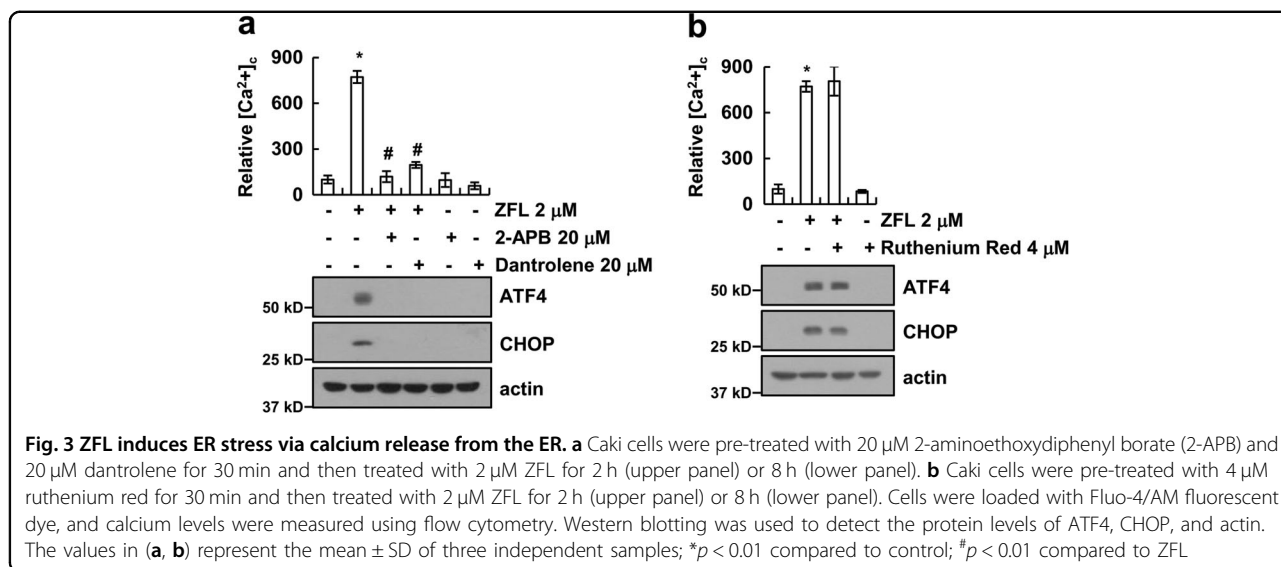 a
Relative [Ca2+]c
900
600
300
0
*
#
#
- + + + - - ZFL 2 μM
- - + - + - 2-APB 20 μM
- - - + - + Dantrolene 20 μM
50 kD
ATF4
25 kD
CHOP
37 kD
actin
b
Relative [Ca2+]c
900
600
300
0
*
- + + - ZFL 2 μM
- - + + Ruthenium Red 4 μM
50 kD
ATF4
25 kD
CHOP
37 kD
actin
Fig. 3 ZFL induces ER stress via calcium release from the ER. a Caki cells were pre-treated with 20 μM 2-aminoethoxydiphenyl borate (2-APB) and
20 μM dantrolene for 30 min and then treated with 2 μM ZFL for 2 h (upper panel) or 8 h (lower panel). b Caki cells were pre-treated with 4 μM
ruthenium red for 30 min and then treated with 2 μM ZFL for 2 h (upper panel) or 8 h (lower panel). Cells were loaded with Fluo-4/AM fluorescent
dye, and calcium levels were measured using flow cytometry. Western blotting was used to detect the protein levels of ATF4, CHOP, and actin.
The values in (a, b) represent the mean ± SD of three independent samples; *p < 0.01 compared to control; #p < 0.01 compared to ZFL